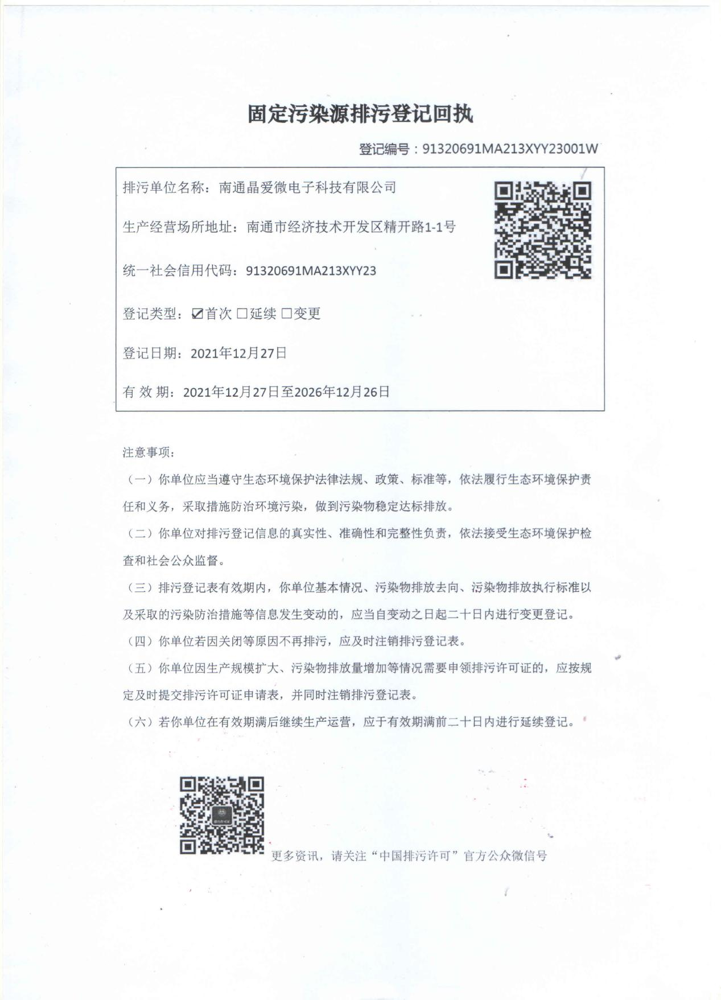 固定污染源排污登记回执
登记编号：91320691MA213XYY23001W
排污单位名称：南通晶爱微电子科技有限公司
生产经营场所地址：南通市经济技术开发区精开路1-1号
统一社会信用代码：91320691MA213XYY23
登记类型：☑首次 □延续 □变更
登记日期：2021年12月27日
有 效 期：2021年12月27日至2026年12月26日
注意事项：
（一）你单位应当遵守生态环境保护法律法规、政策、标准等，依法履行生态环境保护责
任和义务，采取措施防治环境污染，做到污染物稳定达标排放。
（二）你单位对排污登记信息的真实性、准确性和完整性负责，依法接受生态环境保护检
查和社会公众监督。
（三）排污登记表有效期内，你单位基本情况、污染物排放去向、污染物排放执行标准以
及采取的污染防治措施等信息发生变动的，应当自变动之日起二十日内进行变更登记。
（四）你单位若因关闭等原因不再排污，应及时注销排污登记表。
（五）你单位因生产规模扩大、污染物排放量增加等情况需要申领排污许可证的，应按规
定及时提交排污许可证申请表，并同时注销排污登记表。
（六）若你单位在有效期满后继续生产运营，应于有效期满前二十日内进行延续登记。
更多资讯，请关注“中国排污许可”官方公众微信号